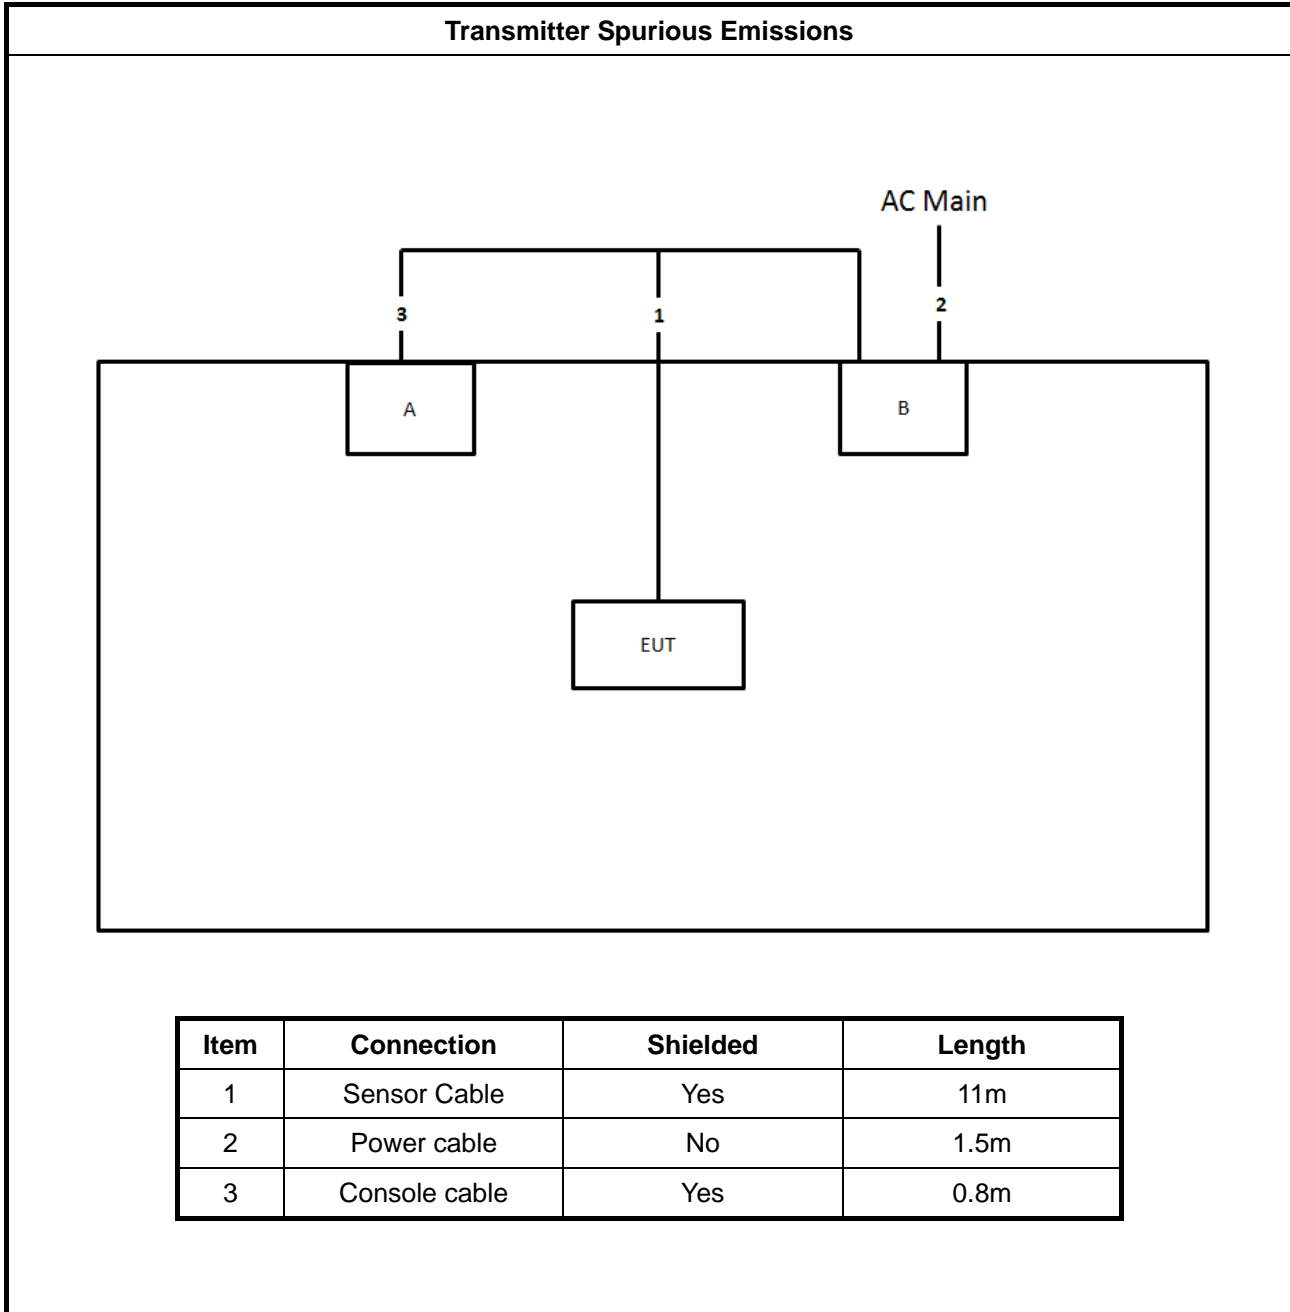 Transmitter Spurious Emissions
AC Main
3
1
2
A
B
EUT
Item Connection Shielded Length
1 Sensor Cable Yes 11m
2 Power cable No 1.5m
3 Console cable Yes 0.8m